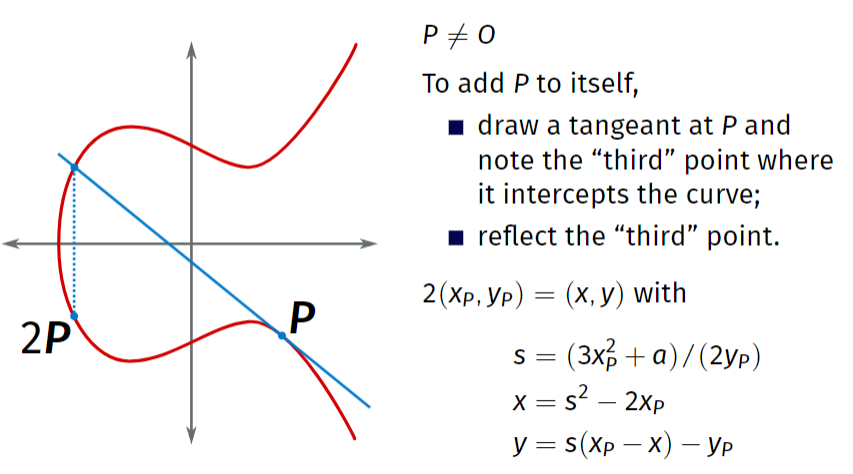 P ≠ O
To add P to itself,
■ draw a tangeant at P and
note the “third” point where
it intercepts the curve;
■ reflect the “third” point.
2(x_P, y_P) = (x, y) with
s = (3x_P^2 + a)/(2y_P)
x = s^2 − 2x_P
y = s(x_P − x) − y_P
P
2P